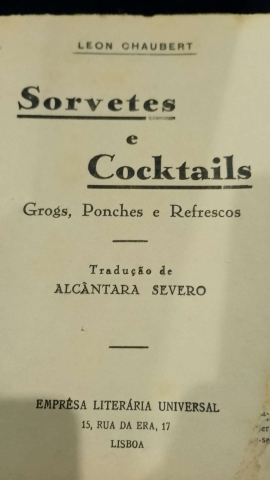 LEON CHAUBERT
Sorvetes
e
Cocktails
Grogs, Ponches e Refrescos
Tradução de
ALCÂNTARA SEVERO
EMPRÊSA LITERÁRIA UNIVERSAL
15, RUA DA ERA, 17
LISBOA